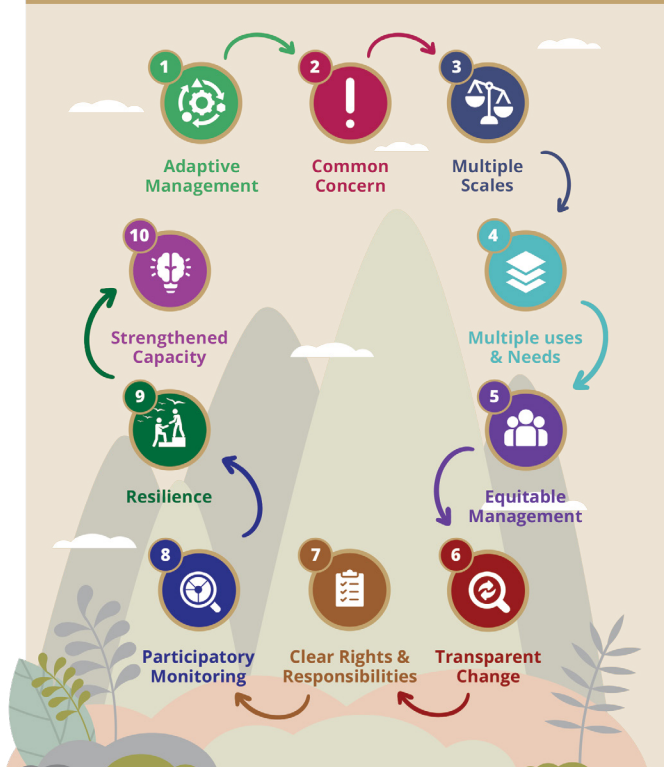 1
Adaptive
Management
2
Common
Concern
3
Multiple
Scales
4
Multiple uses
& Needs
5
Equitable
Management
6
Transparent
Change
7
Clear Rights &
Responsibilities
8
Participatory
Monitoring
9
Resilience
10
Strengthened
Capacity